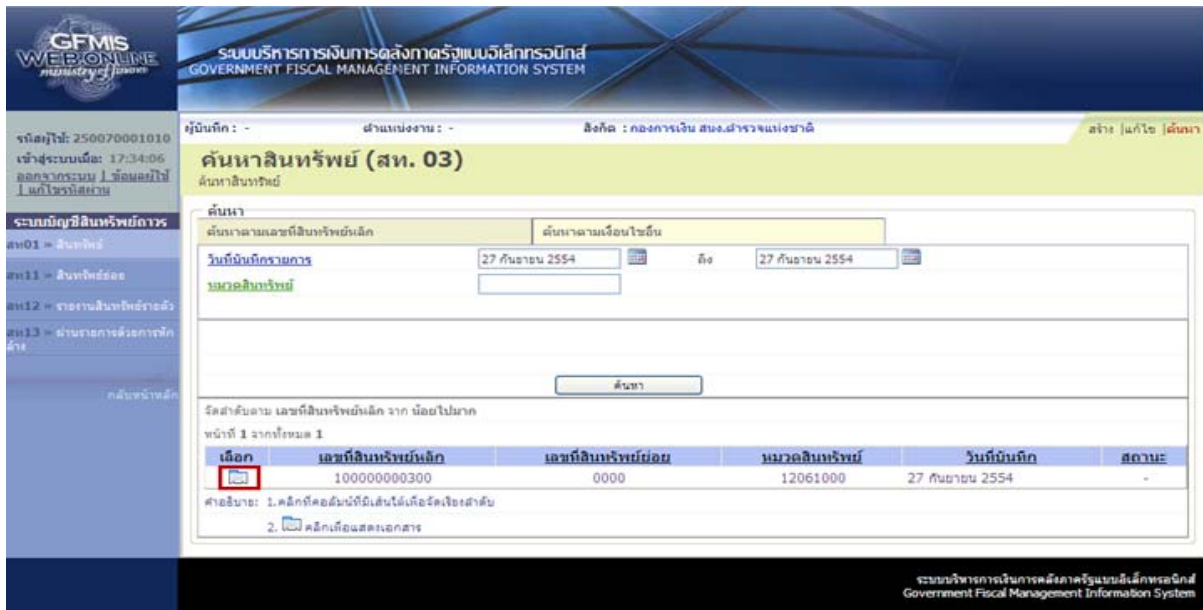 GFMIS
WEB ONLINE
ministry of finance
ระบบบริหารการเงินการคลังภาครัฐแบบอิเล็กทรอนิกส์
GOVERNMENT FISCAL MANAGEMENT INFORMATION SYSTEM
รหัสผู้ใช้: 250070001010
เข้าสู่ระบบเมื่อ: 17:34:06
ออกจากระบบ | ข้อมูลผู้ใช้
| แก้ไขรหัสผ่าน
ผู้บันทึก : - ตำแหน่งงาน : - สังกัด : กองการเงิน สนง.ตำรวจแห่งชาติ สร้าง |แก้ไข |ค้นหา
ค้นหาสินทรัพย์ (สท. 03)
ค้นหาสินทรัพย์
ระบบบัญชีสินทรัพย์ถาวร
สท01 » สินทรัพย์
สท11 » สินทรัพย์ย่อย
สท12 » รายงานสินทรัพย์รายตัว
สท13 » ผ่านรายการด้วยการหัก
ล้าง
กลับหน้าหลัก
ค้นหา
ค้นหาตามเลขที่สินทรัพย์หลัก ค้นหาตามเงื่อนไขอื่น
วันที่บันทึกรายการ 27 กันยายน 2554 ถึง 27 กันยายน 2554
หมวดสินทรัพย์
ค้นหา
จัดลำดับตาม เลขที่สินทรัพย์หลัก จาก น้อยไปมาก
หน้าที่ 1 จากทั้งหมด 1
เลือก เลขที่สินทรัพย์หลัก เลขที่สินทรัพย์ย่อย หมวดสินทรัพย์ วันที่บันทึก สถานะ
100000000300 0000 12061000 27 กันยายน 2554 -
คำอธิบาย: 1.คลิกที่คอลัมน์ที่มีเส้นใต้เพื่อจัดเรียงลำดับ
2. คลิกเพื่อแสดงเอกสาร
ระบบบริหารการเงินการคลังภาครัฐแบบอิเล็กทรอนิกส์
Government Fiscal Management Information System